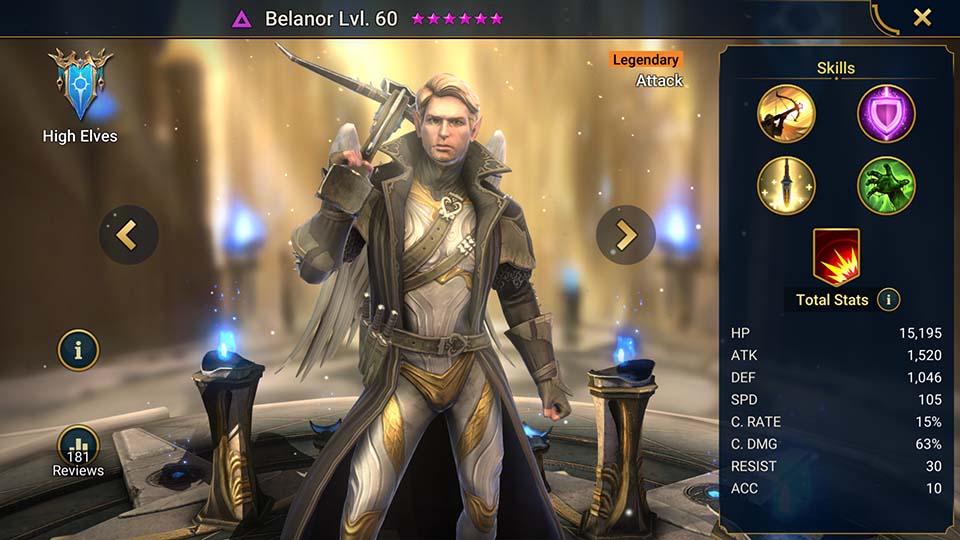 Belanor Lvl. 60
Legendary
Attack
High Elves
181
Reviews
Skills
Total Stats
HP 15,195
ATK 1,520
DEF 1,046
SPD 105
C. RATE 15%
C. DMG 63%
RESIST 30
ACC 10